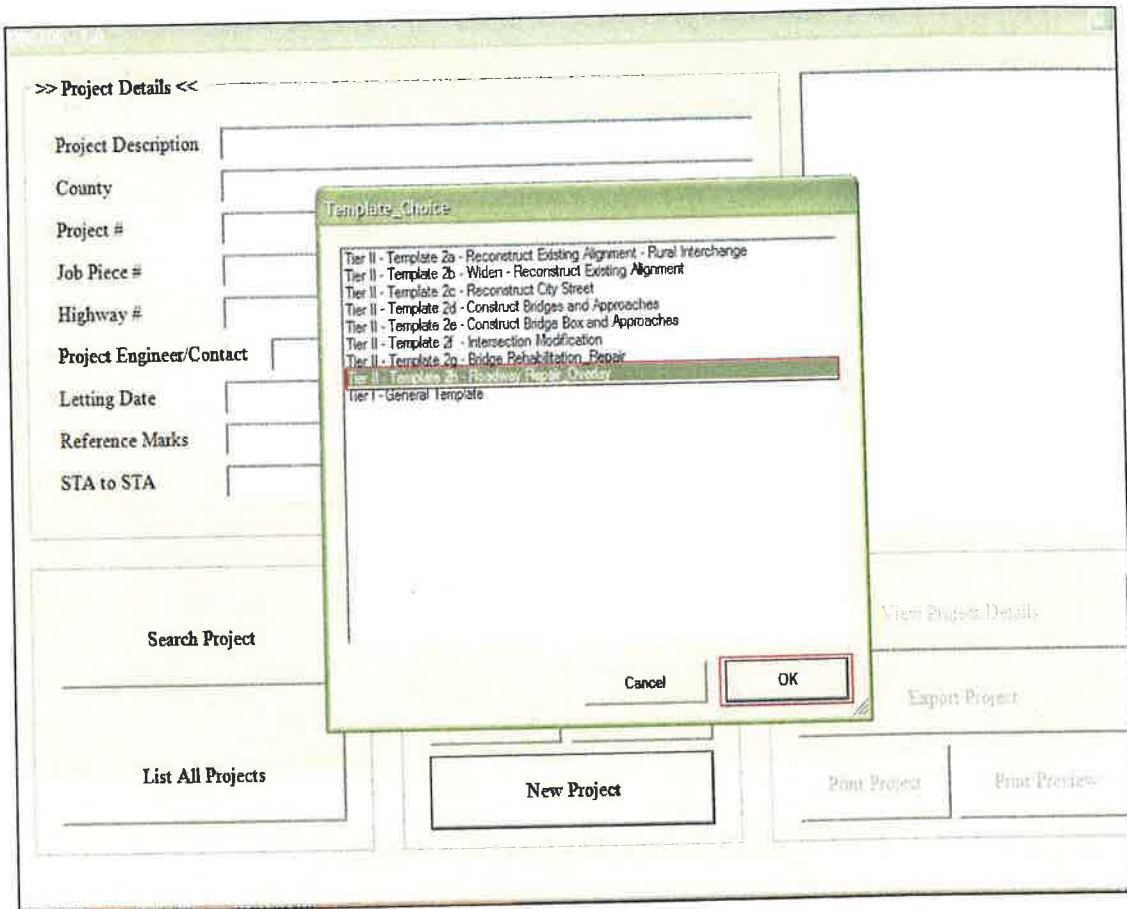 >> Project Details <<
Project Description
County
Project #
Job Piece #
Highway #
Project Engineer/Contact
Letting Date
Reference Marks
STA to STA
Template_Choice
Tier II - Template 2a - Reconstruct Existing Alignment - Rural Interchange
Tier II - Template 2b - Widen - Reconstruct Existing Alignment
Tier II - Template 2c - Reconstruct City Street
Tier II - Template 2d - Construct Bridges and Approaches
Tier II - Template 2e - Construct Bridge Box and Approaches
Tier II - Template 2f - Intersection Modification
Tier II - Template 2g - Bridge Rehabilitation_Repair
Tier II - Template 2h - Roadway Repair_Overlay
Tier I - General Template
Cancel
OK
Search Project
List All Projects
New Project
View Project Details
Export Project
Print Project
Print Preview